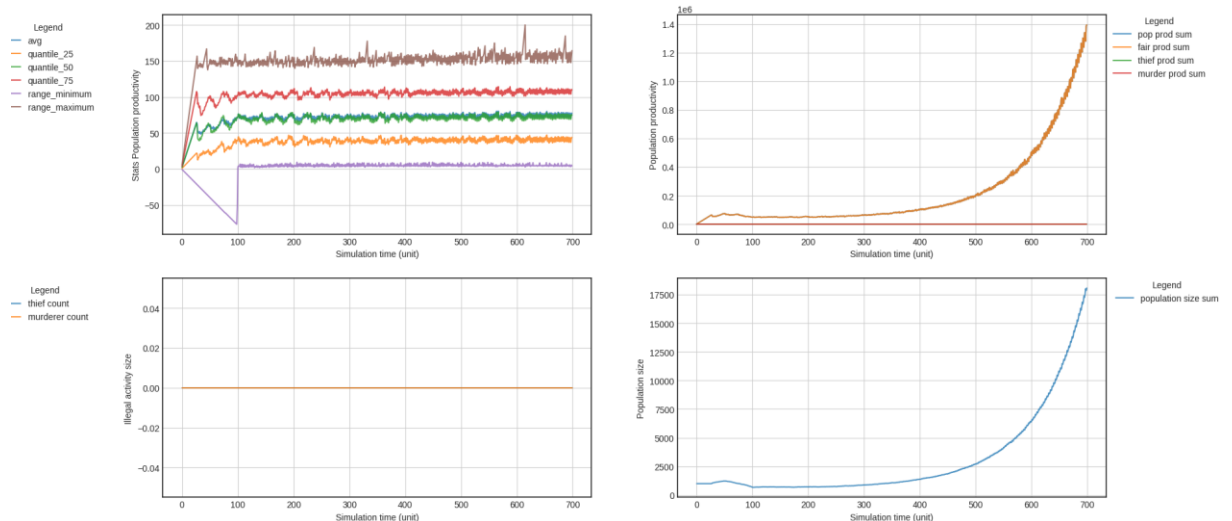 Legend
avg
quantile_25
quantile_50
quantile_75
range_minimum
range_maximum
Stats Population productivity
200
150
100
50
0
−50
0 100 200 300 400 500 600 700
Simulation time (unit)
1e6
Population productivity
1.4
1.2
1.0
0.8
0.6
0.4
0.2
0.0
0 100 200 300 400 500 600 700
Simulation time (unit)
Legend
pop prod sum
fair prod sum
thief prod sum
murder prod sum
Legend
thief count
murderer count
Illegal activity size
0.04
0.02
0.00
−0.02
−0.04
0 100 200 300 400 500 600 700
Simulation time (unit)
Population size
17500
15000
12500
10000
7500
5000
2500
0
0 100 200 300 400 500 600 700
Simulation time (unit)
Legend
population size sum